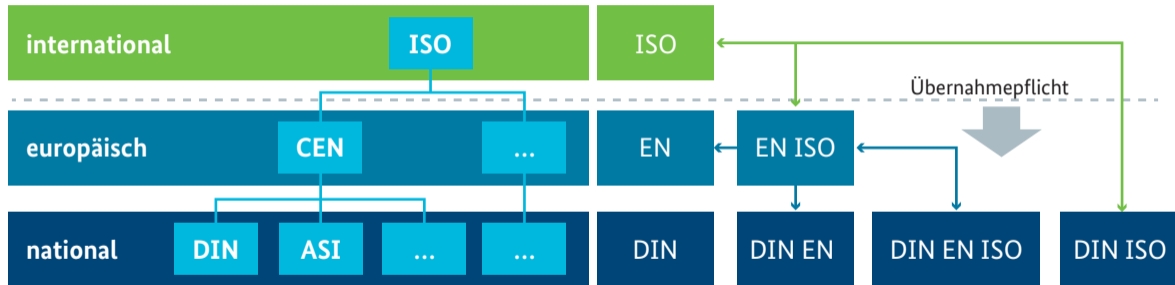 international ISO ISO
Übernahmepflicht
europäisch CEN ... EN EN ISO
national DIN ASI ... ... DIN DIN EN DIN EN ISO DIN ISO